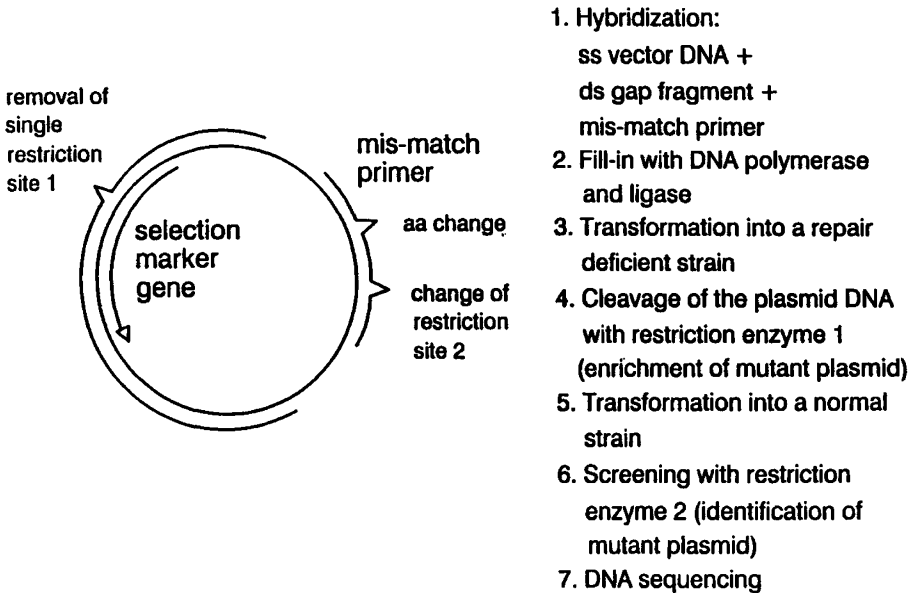 removal of
single
restriction
site 1
selection
marker
gene
mis-match
primer
aa change
change of
restriction
site 2
1. Hybridization:
ss vector DNA +
ds gap fragment +
mis-match primer
2. Fill-in with DNA polymerase
and ligase
3. Transformation into a repair
deficient strain
4. Cleavage of the plasmid DNA
with restriction enzyme 1
(enrichment of mutant plasmid)
5. Transformation into a normal
strain
6. Screening with restriction
enzyme 2 (identification of
mutant plasmid)
7. DNA sequencing